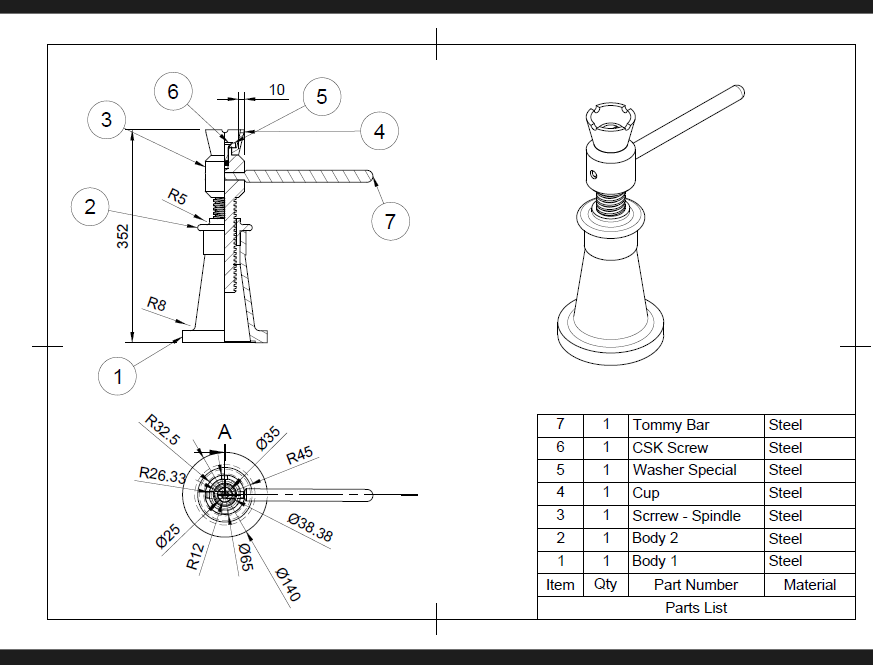 6
10
5
3
4
R5
2
7
352
R8
1
R32.5
A
Ø35
R45
R26.33
Ø25
R12
Ø65
Ø38.38
Ø140
7 1 Tommy Bar Steel
6 1 CSK Screw Steel
5 1 Washer Special Steel
4 1 Cup Steel
3 1 Scrrew - Spindle Steel
2 1 Body 2 Steel
1 1 Body 1 Steel
Item Qty Part Number Material
Parts List